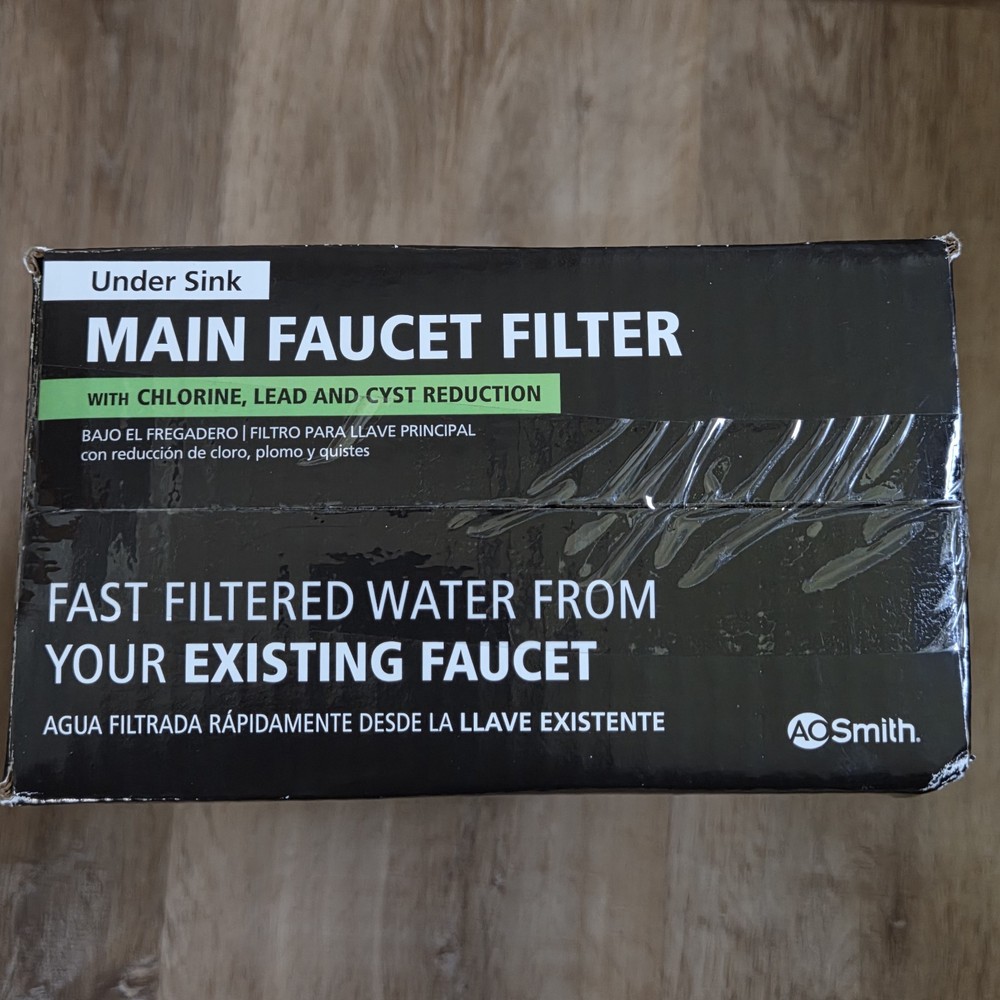 Under Sink
MAIN FAUCET FILTER
WITH CHLORINE, LEAD AND CYST REDUCTION
BAJO EL FREGADERO | FILTRO PARA LLAVE PRINCIPAL
con reducción de cloro, plomo y quistes
FAST FILTERED WATER FROM
YOUR EXISTING FAUCET
AGUA FILTRADA RÁPIDAMENTE DESDE LA LLAVE EXISTENTE
AO Smith.